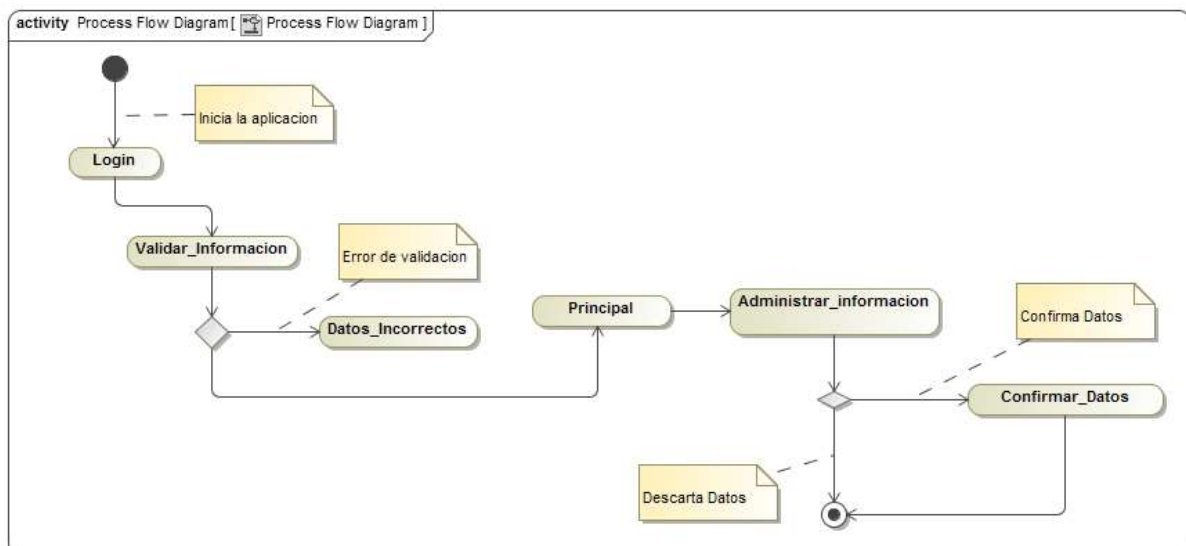 activity Process Flow Diagram [ Process Flow Diagram ]
Inicia la aplicacion
Login
Validar_Informacion
Error de validacion
Datos_Incorrectos
Principal
Administrar_informacion
Confirma Datos
Confirmar_Datos
Descarta Datos